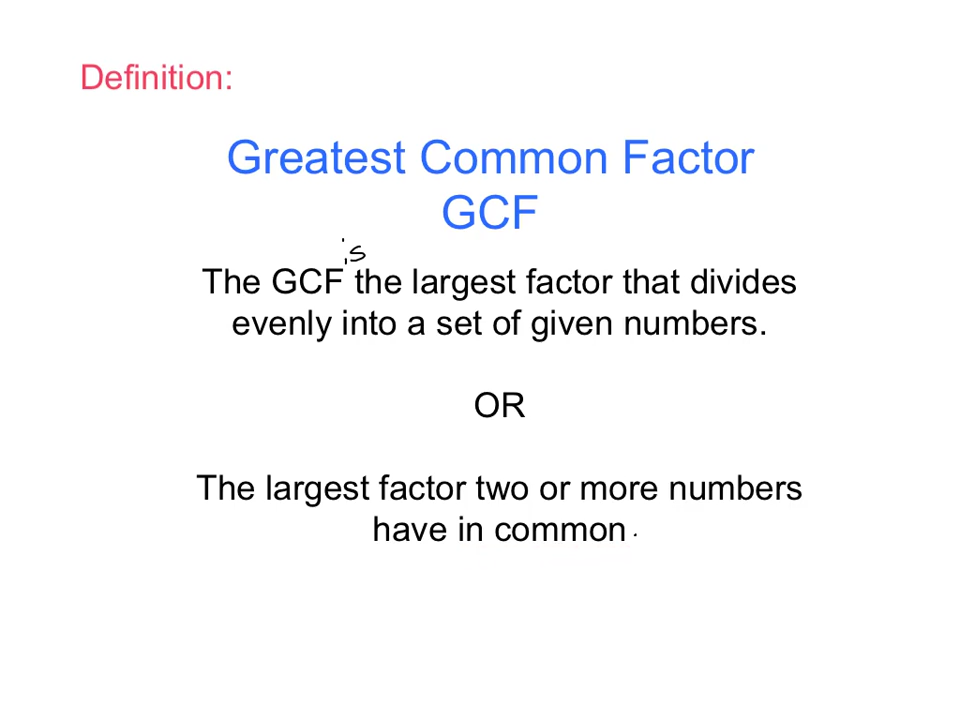 Definition:
Greatest Common Factor
GCF
The GCF is the largest factor that divides
evenly into a set of given numbers.
OR
The largest factor two or more numbers
have in common.